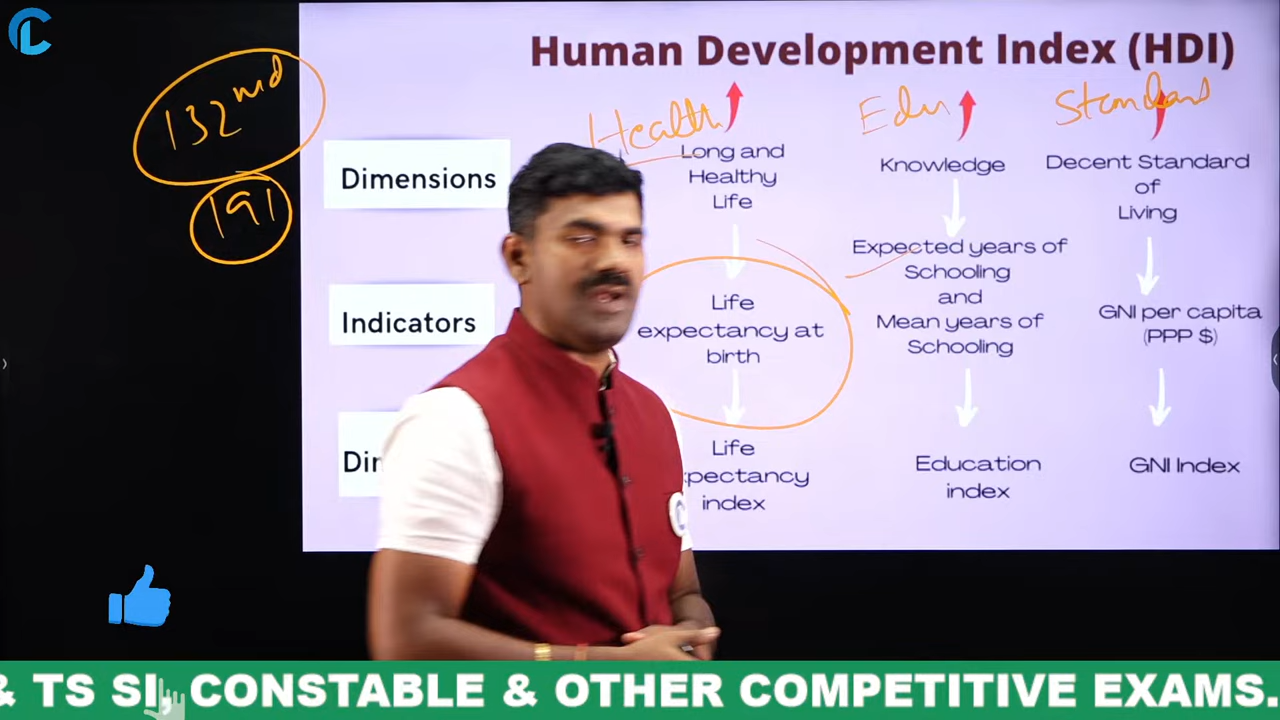 Human Development Index (HDI)
132nd
191
Health
Edu
Standard
Dimensions
Long and
Healthy
Life
Knowledge
Decent Standard
of
Living
Indicators
Life
expectancy at
birth
Expected years of
Schooling
and
Mean years of
Schooling
GNI per capita
(PPP $)
Life
pectancy
index
Education
index
GNI Index
& TS SI, CONSTABLE & OTHER COMPETITIVE EXAMS.